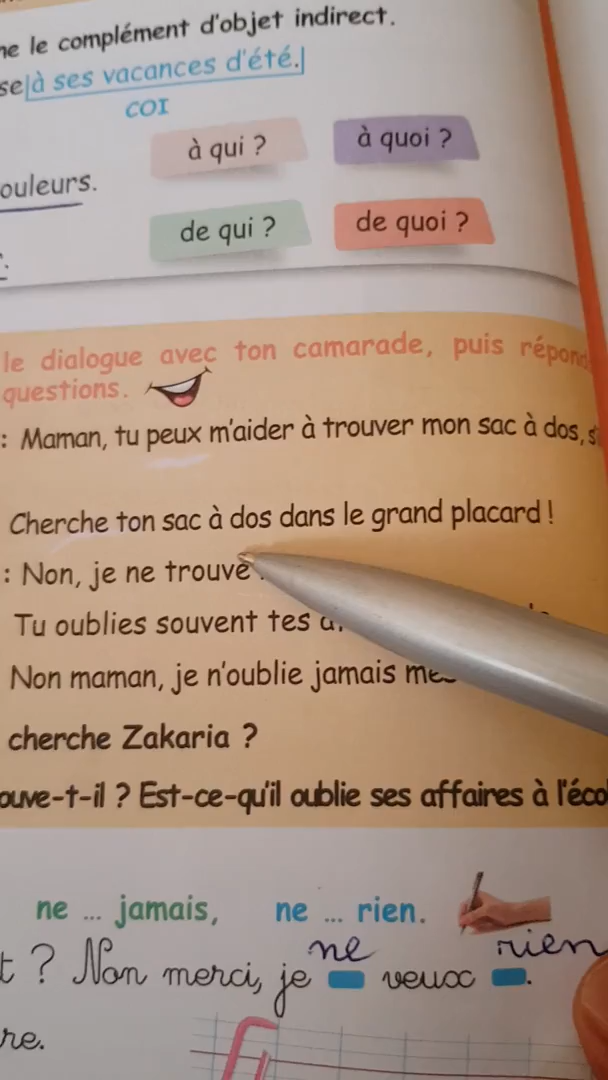 le complément d'objet indirect.
à ses vacances d'été.
COI
à qui ?
à quoi ?
ouleurs.
de qui ?
de quoi ?
le dialogue avec ton camarade, puis répond
questions.
: Maman, tu peux m'aider à trouver mon sac à dos, s
Cherche ton sac à dos dans le grand placard !
: Non, je ne trouve
Tu oublies souvent tes
Non maman, je n'oublie jamais
cherche Zakaria ?
ouve-t-il ? Est-ce-qu'il oublie ses affaires à l'éco
ne ... jamais, ne ... rien.
ne rien
t ? Non merci, je veux .
re.